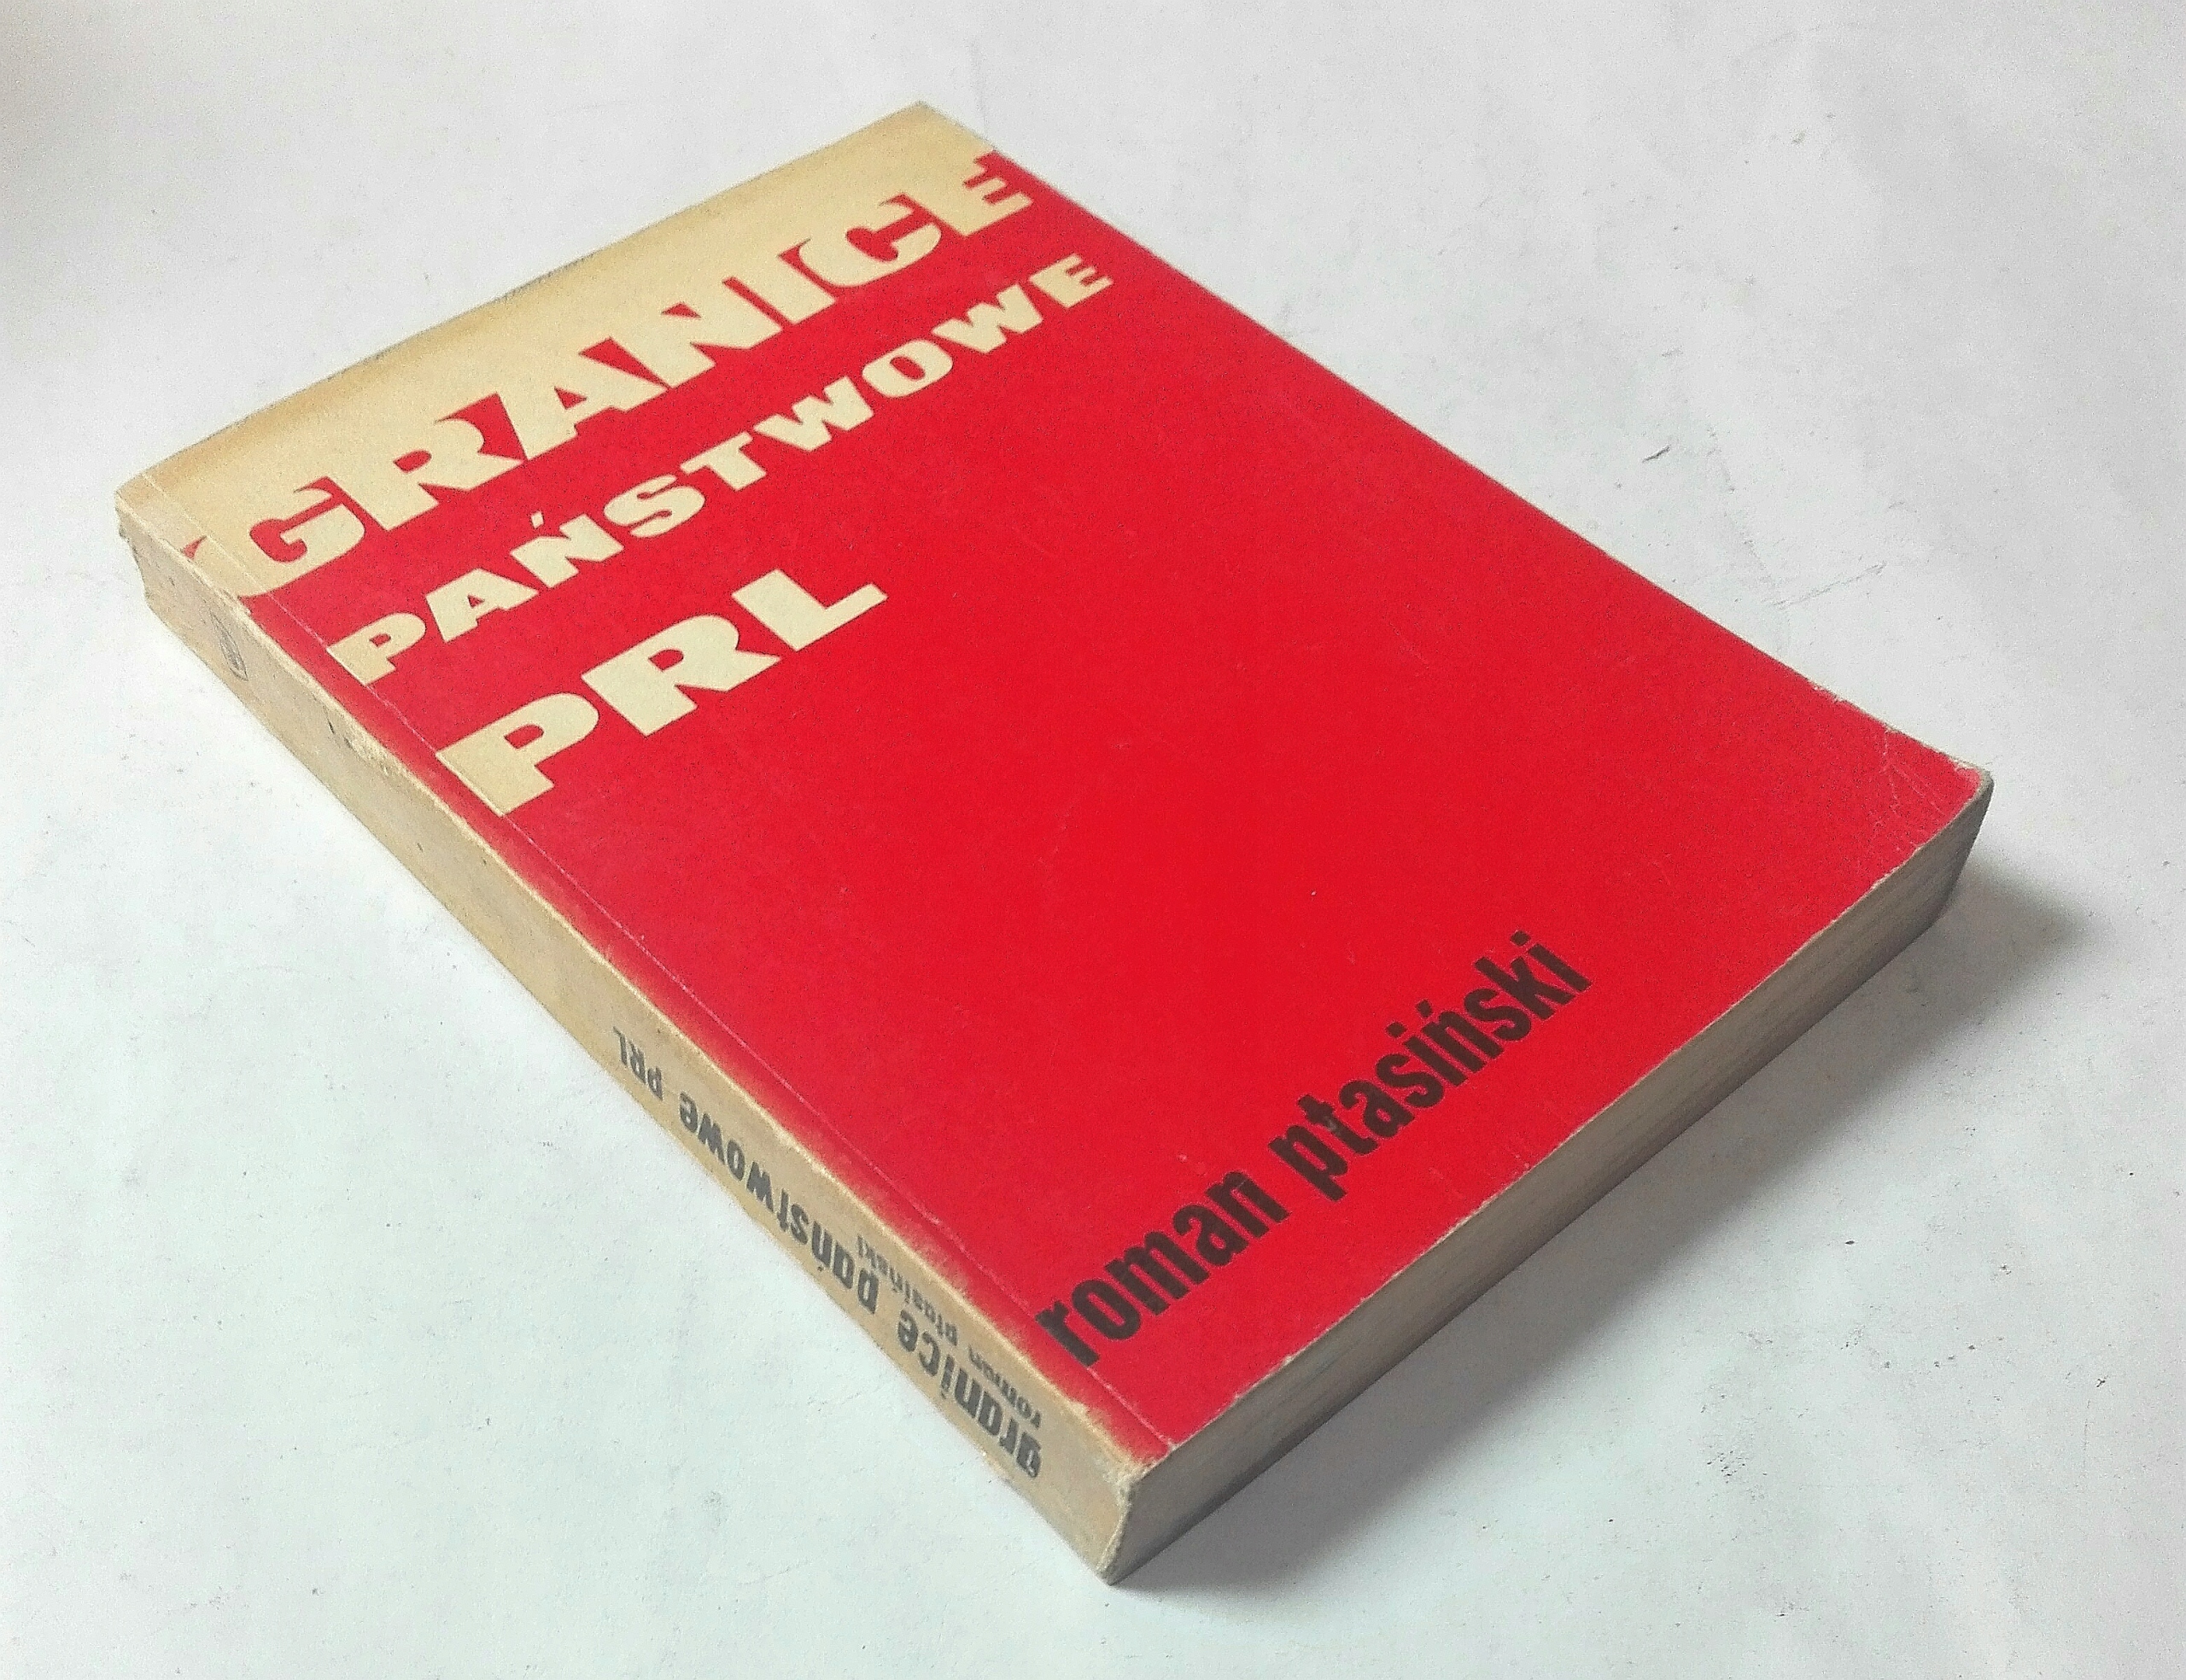 GRANICE
PAŃSTWOWE
PRL
roman ptasiński
granice państwowe PRL
roman ptasiński